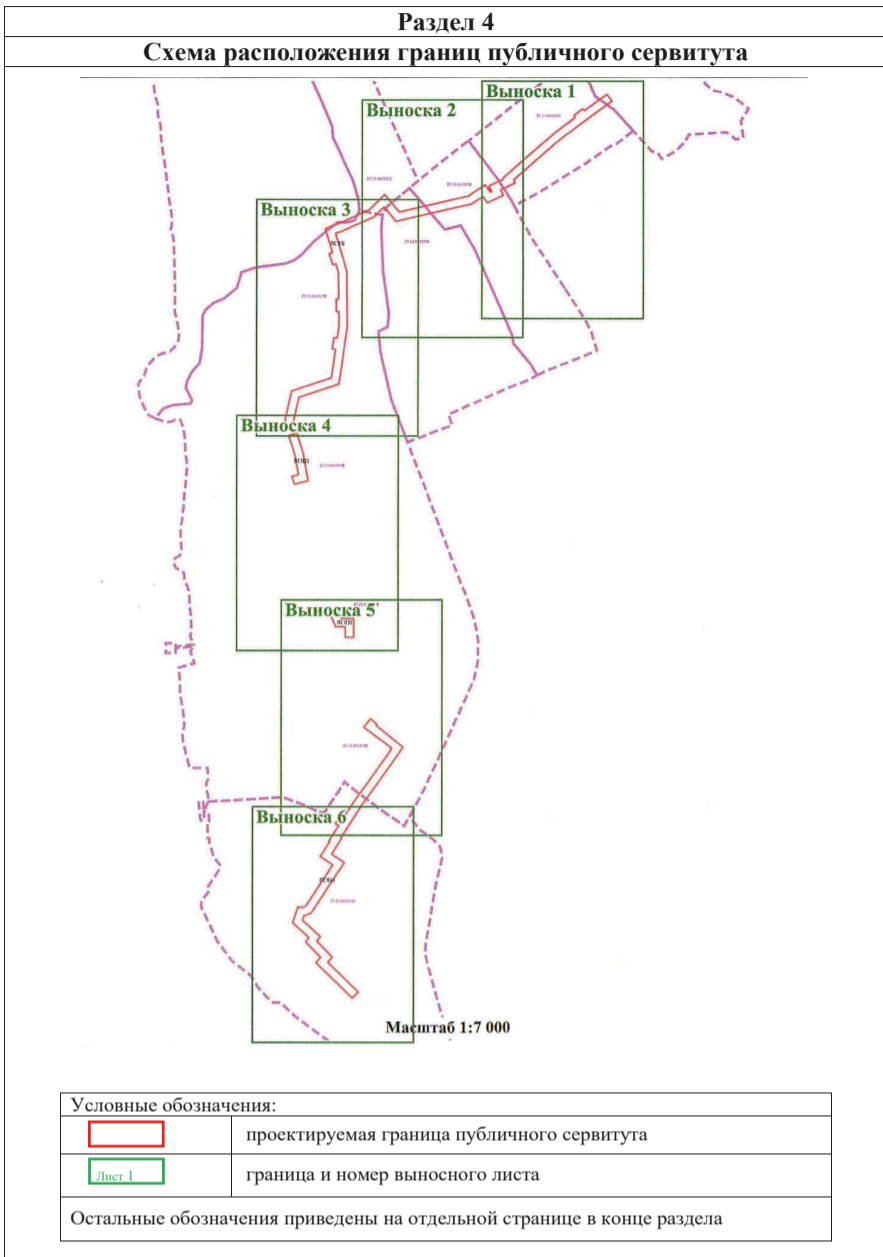 Раздел 4
Схема расположения границ публичного сервитута
Выноска 1
Выноска 2
Выноска 3
Выноска 4
Выноска 5
Выноска 6
Масштаб 1:7 000
Условные обозначения:
проектируемая граница публичного сервитута
Лист 1
граница и номер выносного листа
Остальные обозначения приведены на отдельной странице в конце раздела